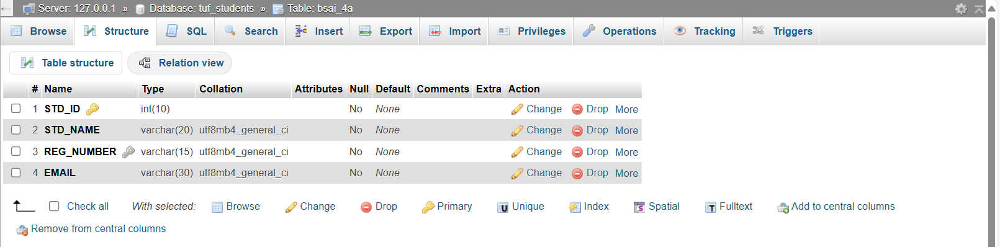 Server: 127.0.0.1 » Database: tuf_students » Table: bsai_4a
Browse Structure SQL Search Insert Export Import Privileges Operations Tracking Triggers
Table structure Relation view
# Name Type Collation Attributes Null Default Comments Extra Action
1 STD_ID int(10) No None Change Drop More
2 STD_NAME varchar(20) utf8mb4_general_ci No None Change Drop More
3 REG_NUMBER varchar(15) utf8mb4_general_ci No None Change Drop More
4 EMAIL varchar(30) utf8mb4_general_ci No None Change Drop More
Check all With selected: Browse Change Drop Primary Unique Index Spatial Fulltext Add to central columns
Remove from central columns